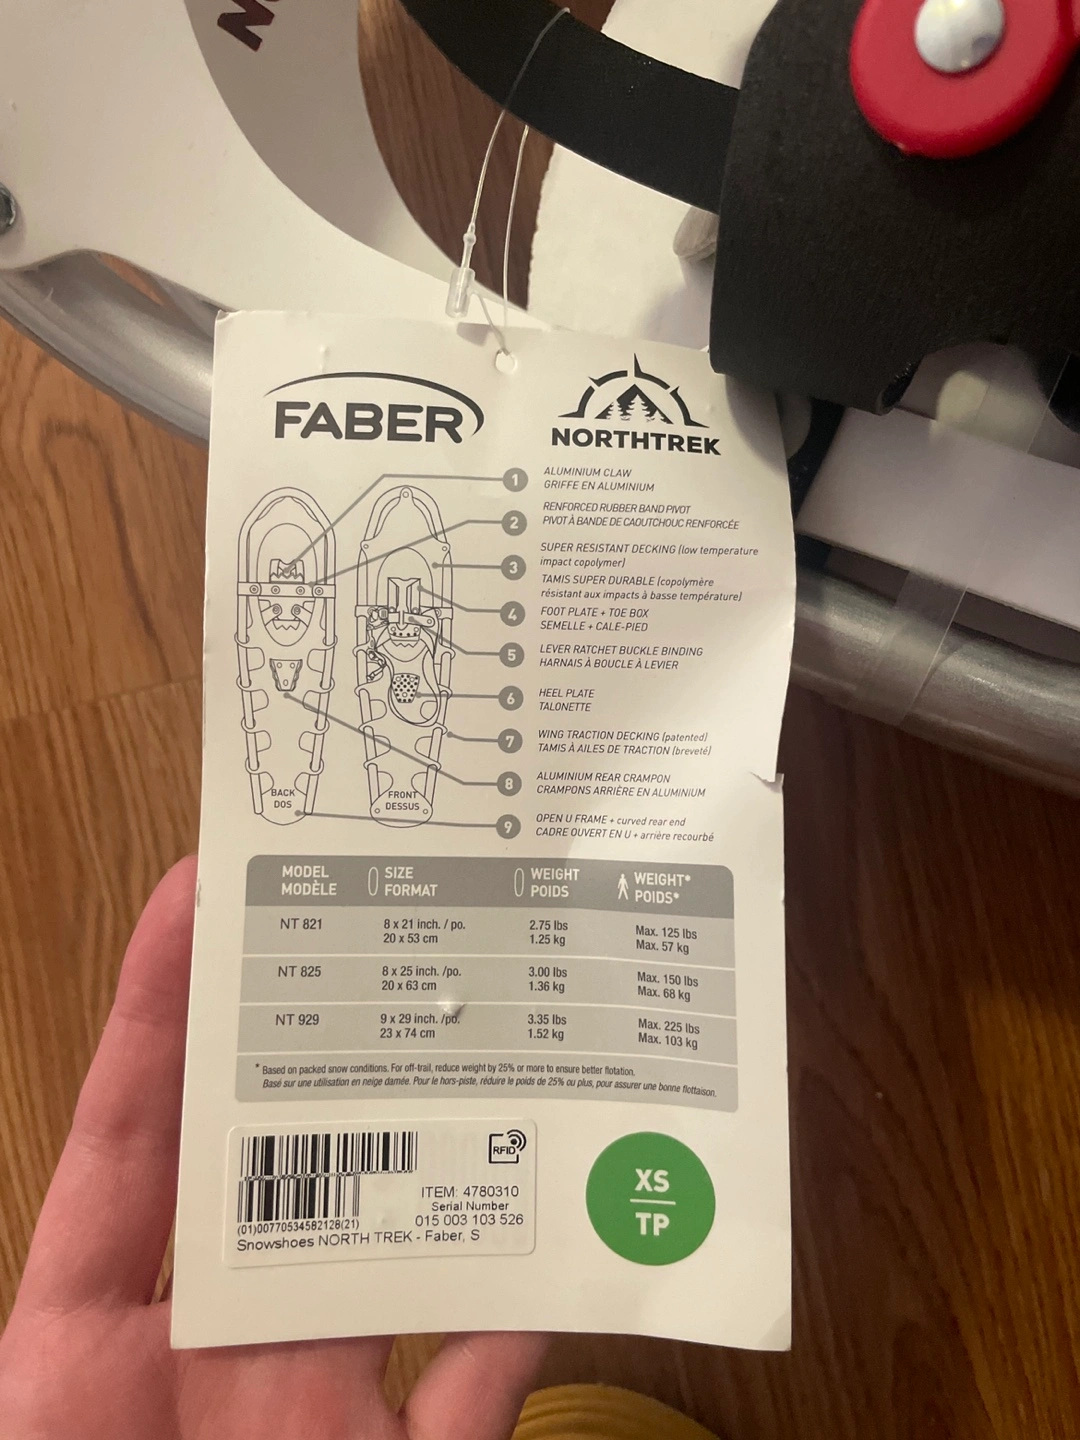 NO
FABER
NORTHTREK
1 ALUMINIUM CLAW
GRIFFE EN ALUMINIUM
2 RENFORCED RUBBER BAND PIVOT
PIVOT À BANDE DE CAOUTCHOUC RENFORCÉE
3 SUPER RESISTANT DECKING (low temperature
impact copolymer)
TAMIS SUPER DURABLE (copolymère
résistant aux impacts à basse température)
4 FOOT PLATE + TOE BOX
SEMELLE + CALE-PIED
5 LEVER RATCHET BUCKLE BINDING
HARNAIS À BOUCLE À LEVIER
6 HEEL PLATE
TALONETTE
7 WING TRACTION DECKING (patented)
TAMIS À AILES DE TRACTION (breveté)
8 ALUMINIUM REAR CRAMPON
CRAMPONS ARRIÈRE EN ALUMINIUM
9 OPEN U FRAME + curved rear end
CADRE OUVERT EN U + arrière recourbé
BACK
DOS
FRONT
DESSUS
MODEL SIZE WEIGHT WEIGHT*
MODÈLE FORMAT POIDS POIDS*
NT 821 8 x 21 inch. / po. 2.75 lbs Max. 125 lbs
20 x 53 cm 1.25 kg Max. 57 kg
NT 825 8 x 25 inch. /po. 3.00 lbs Max. 150 lbs
20 x 63 cm 1.36 kg Max. 68 kg
NT 929 9 x 29 inch. /po. 3.35 lbs Max. 225 lbs
23 x 74 cm 1.52 kg Max. 103 kg
* Based on packed snow conditions. For off-trail, reduce weight by 25% or more to ensure better flotation.
Basé sur une utilisation en neige damée. Pour le hors-piste, réduire le poids de 25% ou plus, pour assurer une bonne flottaison.
RFID
ITEM: 4780310
Serial Number
015 003 103 526
(01)00770534582128(21)
Snowshoes NORTH TREK - Faber, S
XS
TP